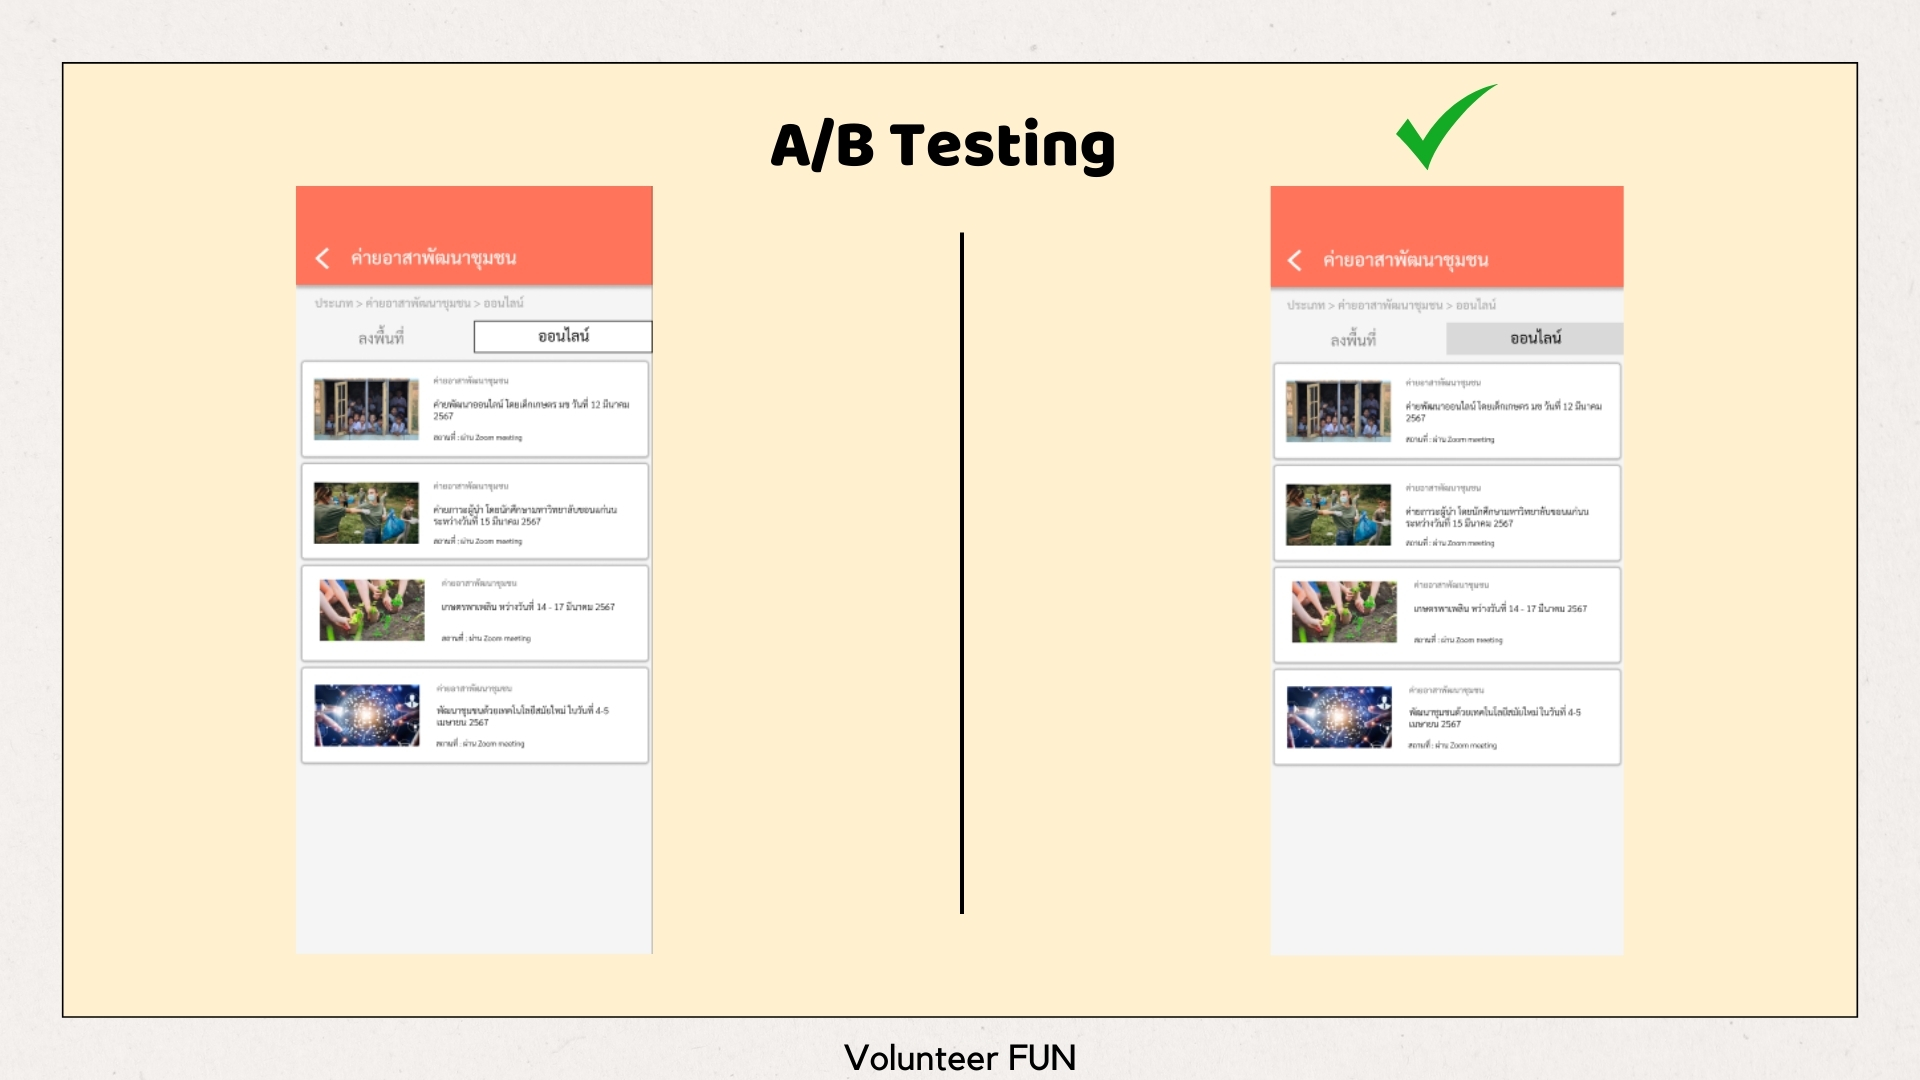 A/B Testing
ค่ายอาสาพัฒนาชุมชน
ประเภท > ค่ายอาสาพัฒนาชุมชน > ออนไลน์
ลงพื้นที่
ออนไลน์
ค่ายอาสาพัฒนาชุมชน
ค่ายพัฒนาออนไลน์ โดยเด็กเกษตร มข วันที่ 12 มีนาคม
2567
สถานที่ : ผ่าน Zoom meeting
ค่ายอาสาพัฒนาชุมชน
ค่ายภาวะผู้นำ โดยนักศึกษามหาวิทยาลัยขอนแก่นน
ระหว่างวันที่ 15 มีนาคม 2567
สถานที่ : ผ่าน Zoom meeting
ค่ายอาสาพัฒนาชุมชน
เกษตรพาเพลิน หว่างวันที่ 14 - 17 มีนาคม 2567
สถานที่ : ผ่าน Zoom meeting
ค่ายอาสาพัฒนาชุมชน
พัฒนาชุมชนด้วยเทคโนโลยีสมัยใหม่ ในวันที่ 4-5
เมษายน 2567
สถานที่ : ผ่าน Zoom meeting
ค่ายอาสาพัฒนาชุมชน
ประเภท > ค่ายอาสาพัฒนาชุมชน > ออนไลน์
ลงพื้นที่
ออนไลน์
ค่ายอาสาพัฒนาชุมชน
ค่ายพัฒนาออนไลน์ โดยเด็กเกษตร มข วันที่ 12 มีนาคม
2567
สถานที่ : ผ่าน Zoom meeting
ค่ายอาสาพัฒนาชุมชน
ค่ายภาวะผู้นำ โดยนักศึกษามหาวิทยาลัยขอนแก่นน
ระหว่างวันที่ 15 มีนาคม 2567
สถานที่ : ผ่าน Zoom meeting
ค่ายอาสาพัฒนาชุมชน
เกษตรพาเพลิน หว่างวันที่ 14 - 17 มีนาคม 2567
สถานที่ : ผ่าน Zoom meeting
ค่ายอาสาพัฒนาชุมชน
พัฒนาชุมชนด้วยเทคโนโลยีสมัยใหม่ ในวันที่ 4-5
เมษายน 2567
สถานที่ : ผ่าน Zoom meeting
Volunteer FUN